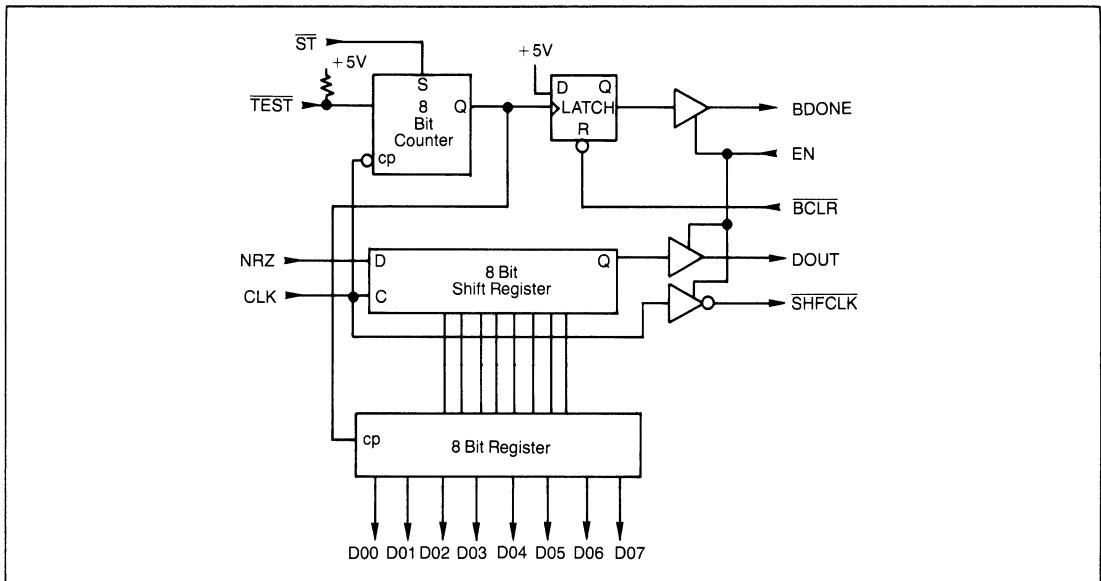 ST
+5V
TEST
S
8
Bit
Counter
Q
cp
+5V
D
Q
LATCH
R
BDONE
EN
BCLR
NRZ
CLK
D
C
8 Bit
Shift Register
Q
DOUT
SHFCLK
cp
8 Bit Register
D00 D01 D02 D03 D04 D05 D06 D07